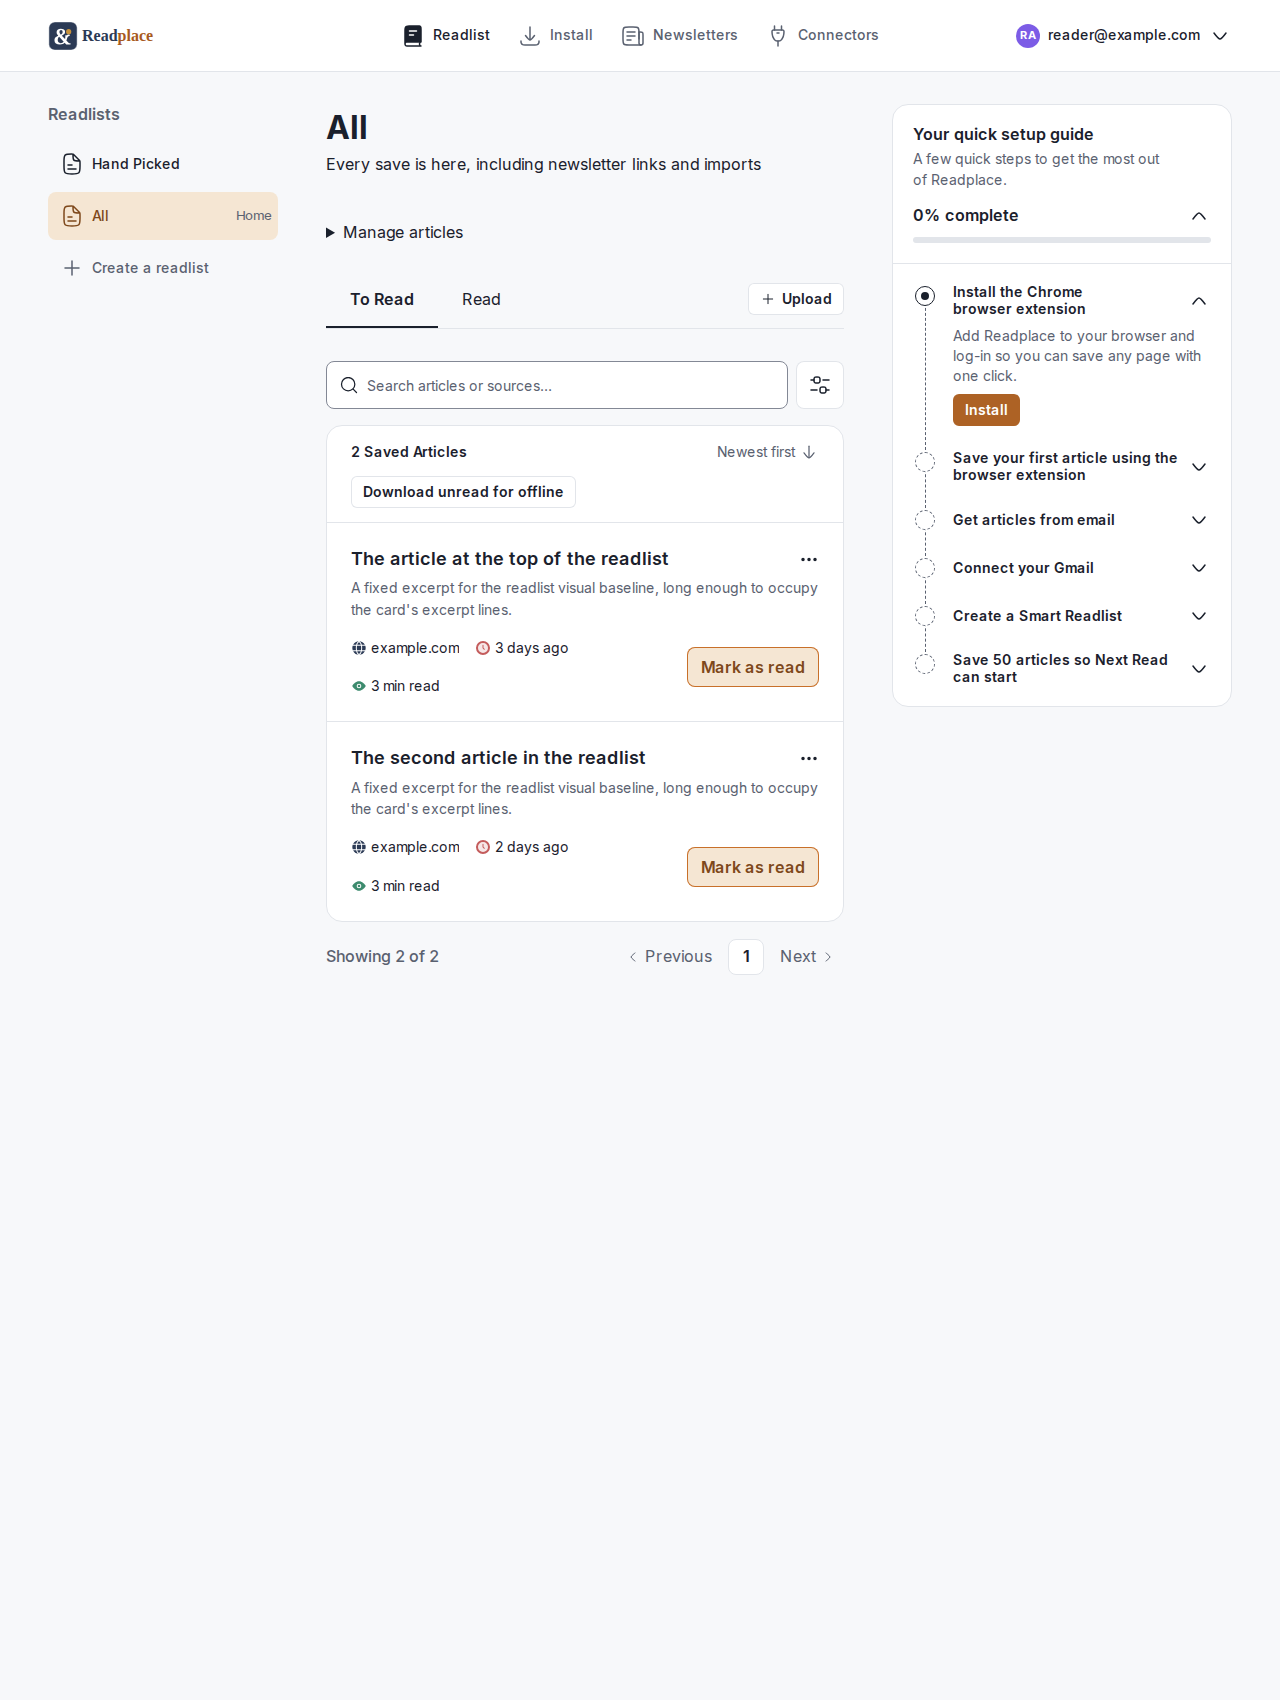 & Readplace
Readlist
Install
Newsletters
Connectors
RA
reader@example.com
Readlists
Hand Picked
All
Home
Create a readlist
All
Every save is here, including newsletter links and imports
Manage articles
To Read
Read
Upload
Search articles or sources...
2 Saved Articles
Newest first
Download unread for offline
The article at the top of the readlist
A fixed excerpt for the readlist visual baseline, long enough to occupy
the card's excerpt lines.
example.com
3 days ago
3 min read
Mark as read
The second article in the readlist
A fixed excerpt for the readlist visual baseline, long enough to occupy
the card's excerpt lines.
example.com
2 days ago
3 min read
Mark as read
Showing 2 of 2
Previous
1
Next
Your quick setup guide
A few quick steps to get the most out
of Readplace.
0% complete
Install the Chrome
browser extension
Add Readplace to your browser and
log-in so you can save any page with
one click.
Install
Save your first article using the
browser extension
Get articles from email
Connect your Gmail
Create a Smart Readlist
Save 50 articles so Next Read
can start